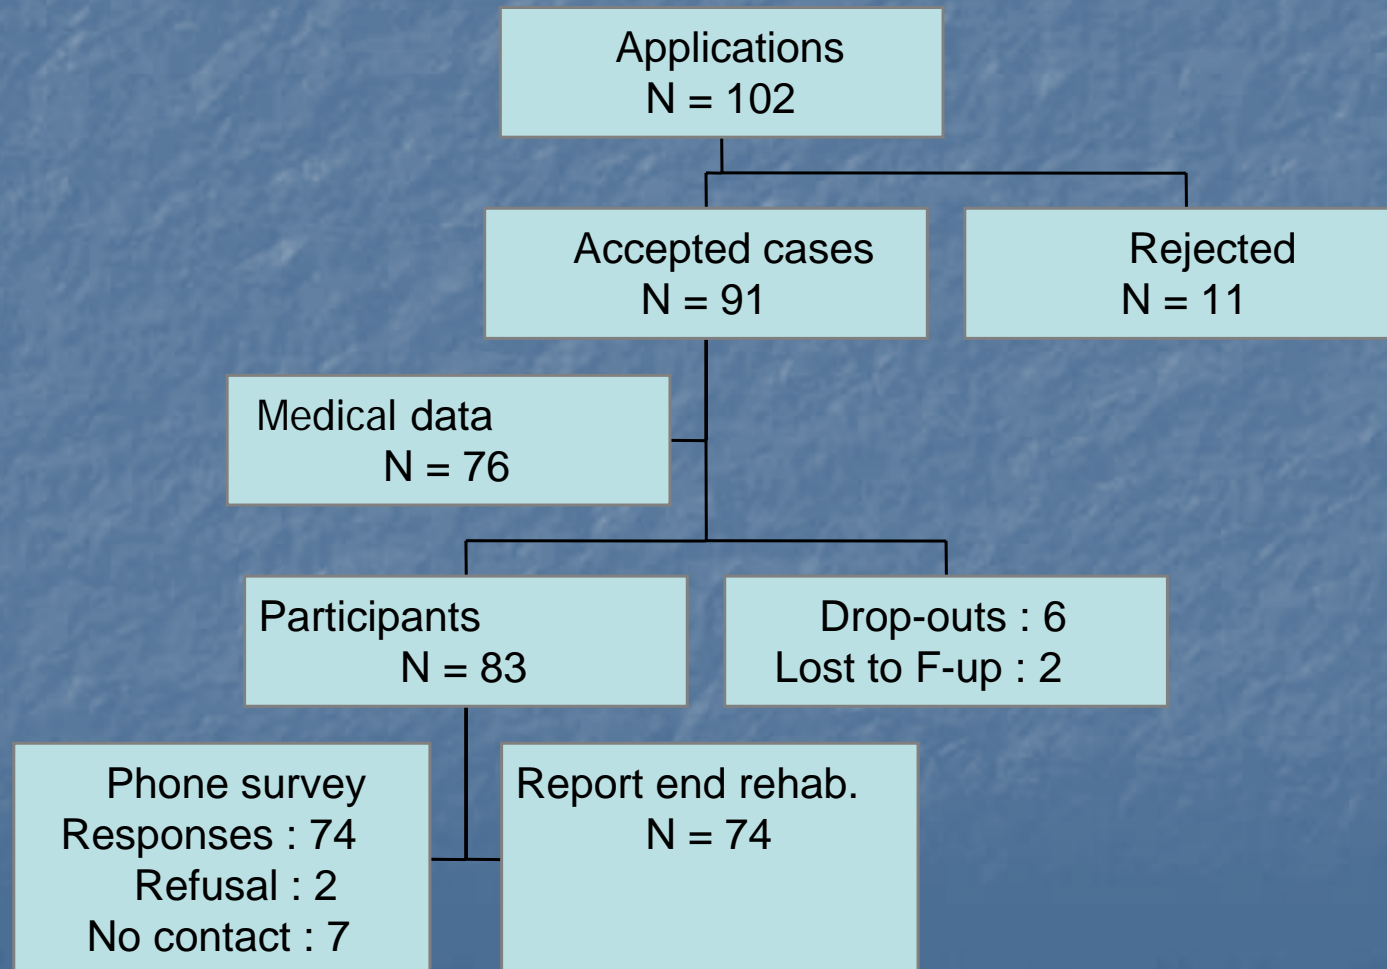 Applications
N = 102
Accepted cases
N = 91
Rejected
N = 11
Medical data
N = 76
Participants
N = 83
Drop-outs : 6
Lost to F-up : 2
Phone survey
Responses : 74
Refusal : 2
No contact : 7
Report end rehab.
N = 74